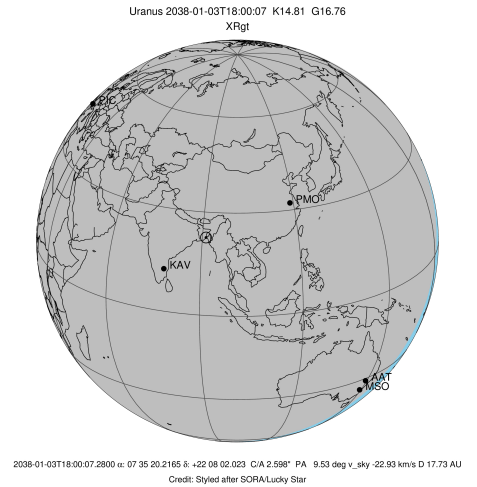 Uranus 2038-01-03T18:00:07 K14.81 G16.76
XRgt
PIC
PMO
KAV
AAT
MSO
2038-01-03T18:00:07.2800 α: 07 35 20.2165 δ: +22 08 02.023 C/A 2.598" PA 9.53 deg v_sky -22.93 km/s D 17.73 AU
Credit: Styled after SORA/Lucky Star